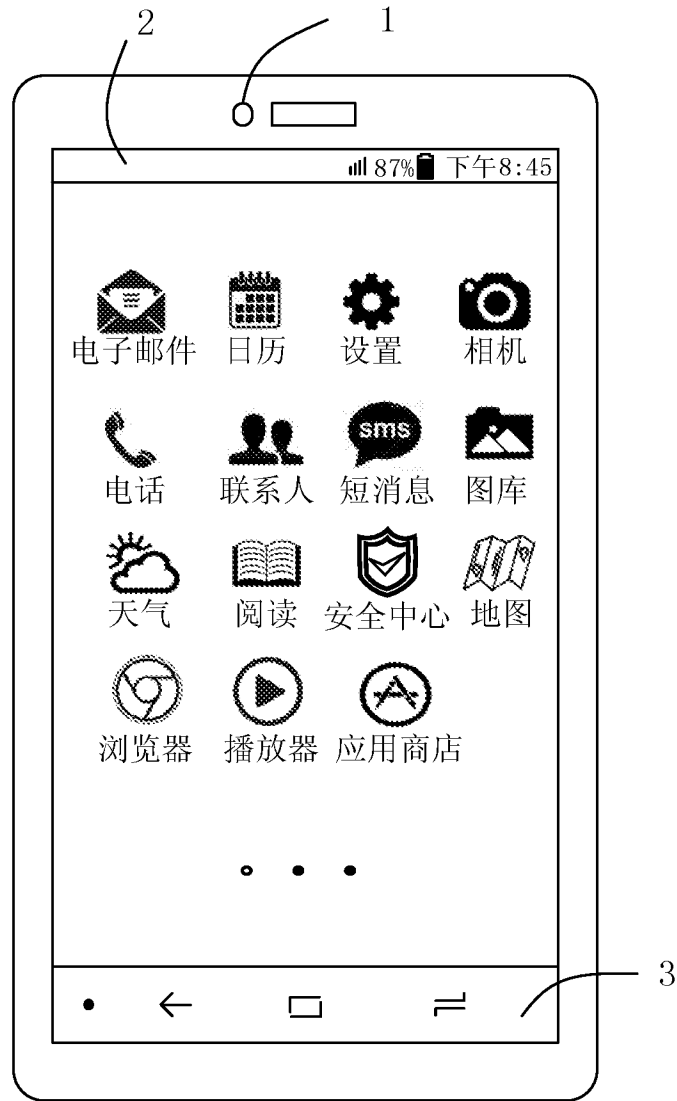 2
1
87% 下午8:45
电子邮件 日历 设置 相机
sms
电话 联系人 短消息 图库
天气 阅读 安全中心 地图
浏览器 播放器 应用商店
3